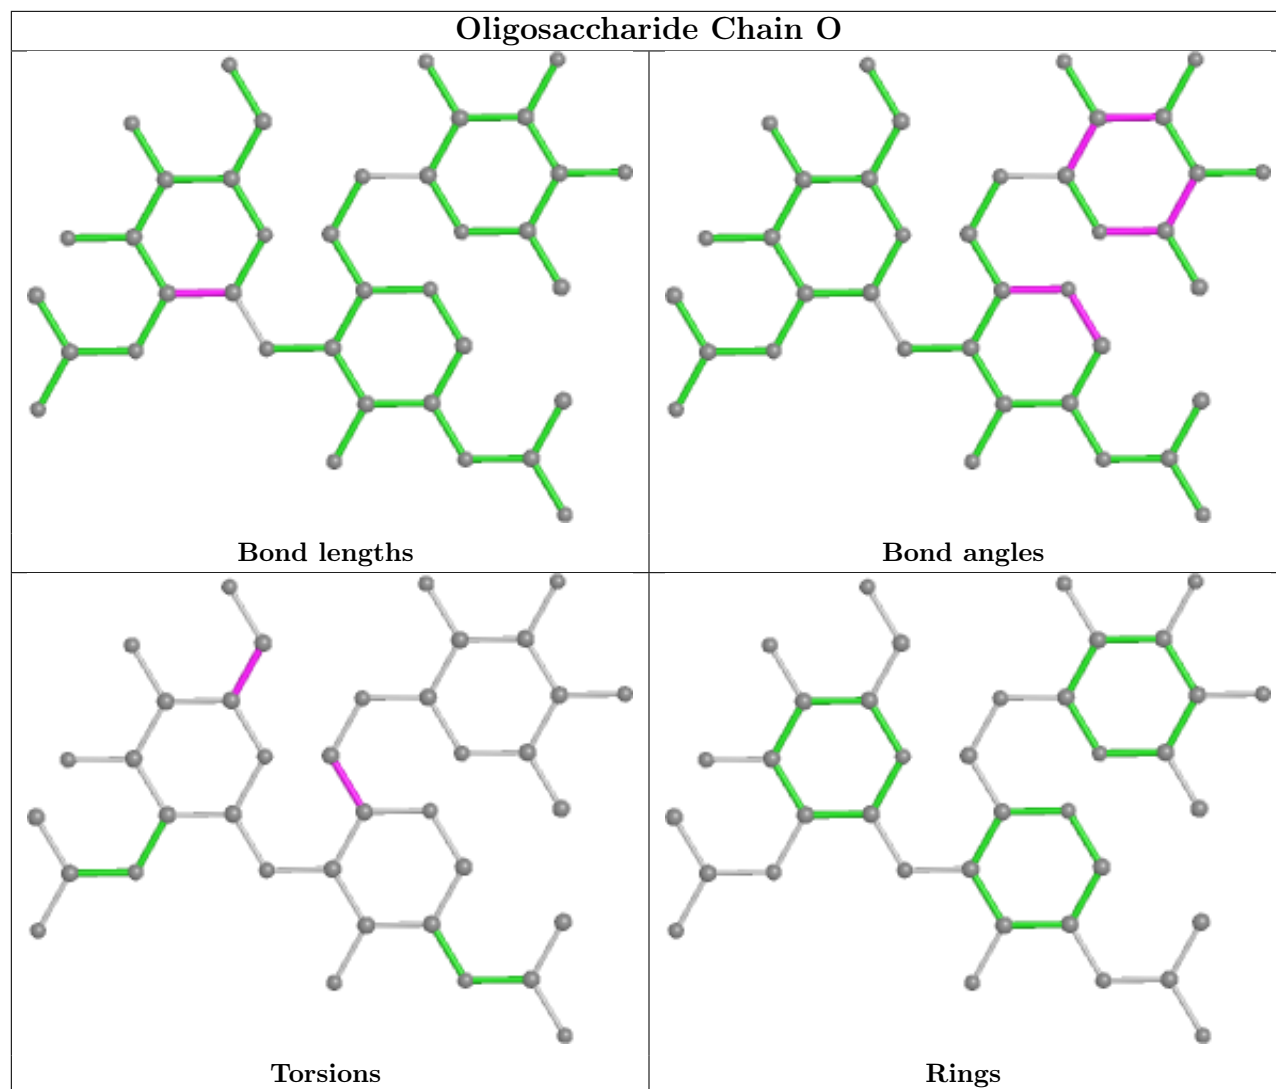 Oligosaccharide Chain O
Bond lengths
Bond angles
Torsions
Rings